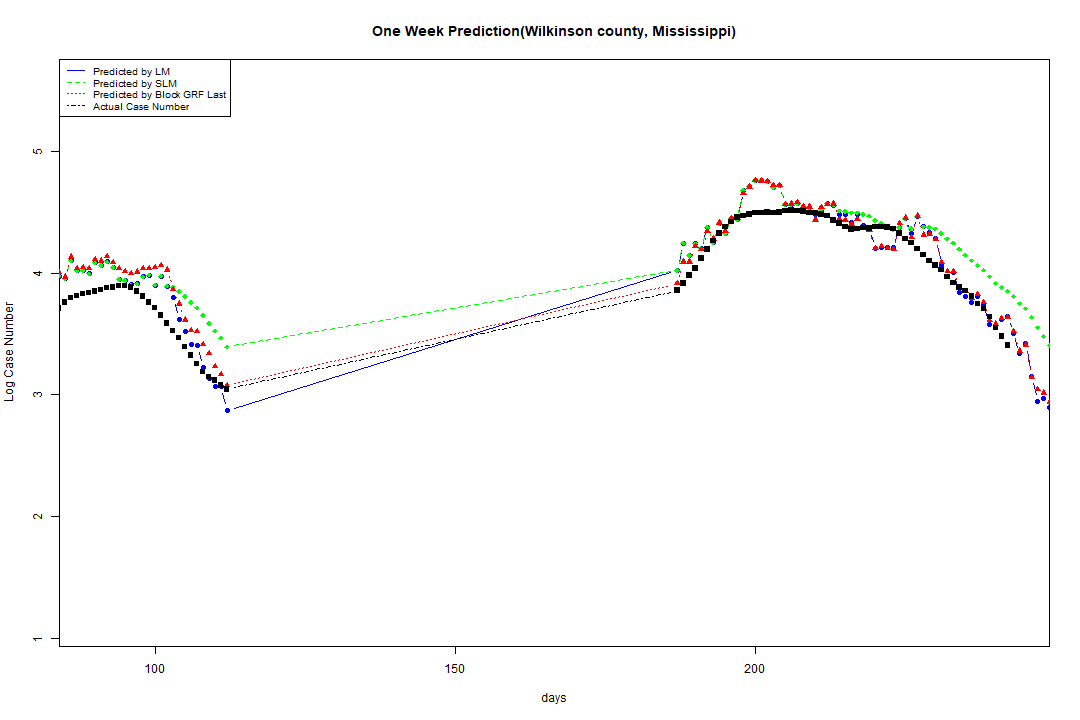 One Week Prediction(Wilkinson county, Mississippi)
Predicted by LM
Predicted by SLM
Predicted by Block GRF Last
Actual Case Number
5
4
3
2
1
Log Case Number
100 150 200
days